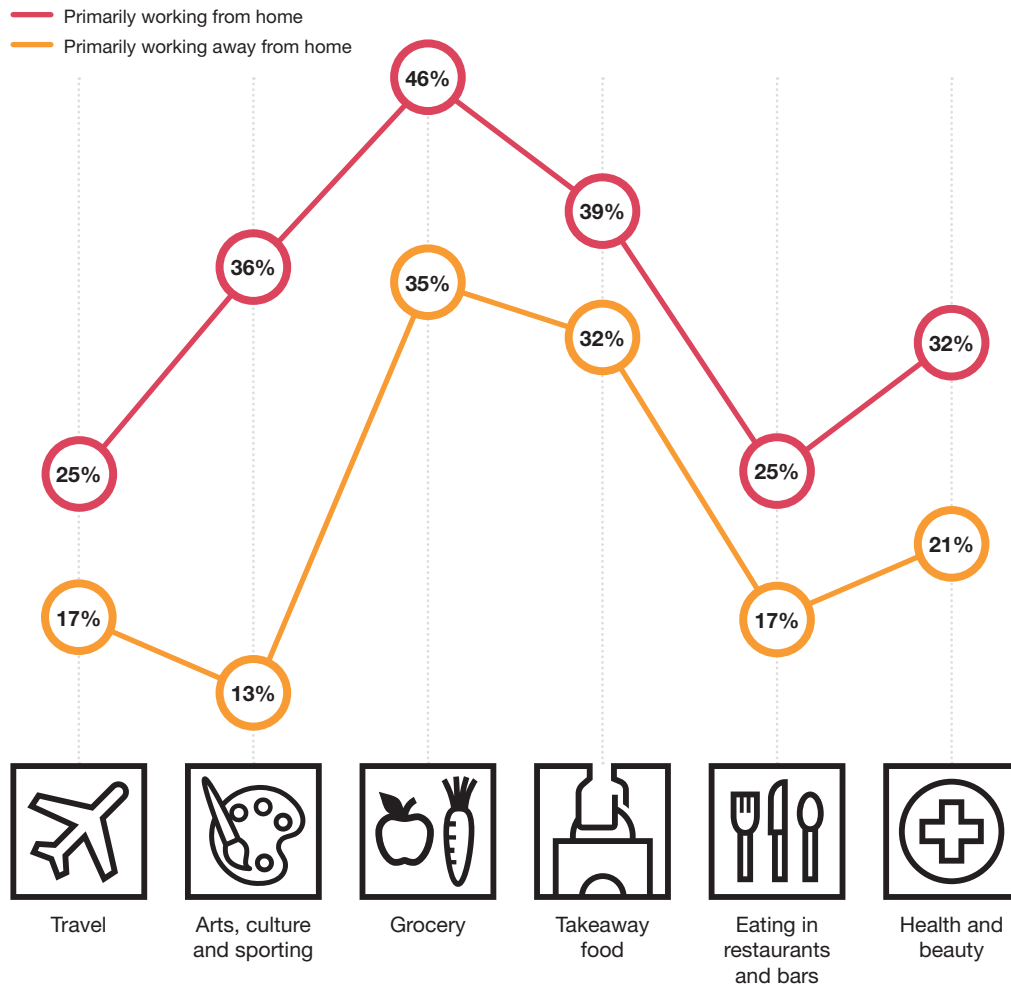 Primarily working from home
Primarily working away from home
46%
39%
36%
35%
32%
32%
25%
25%
21%
17%
17%
13%
Travel
Arts, culture
and sporting
Grocery
Takeaway
food
Eating in
restaurants
and bars
Health and
beauty